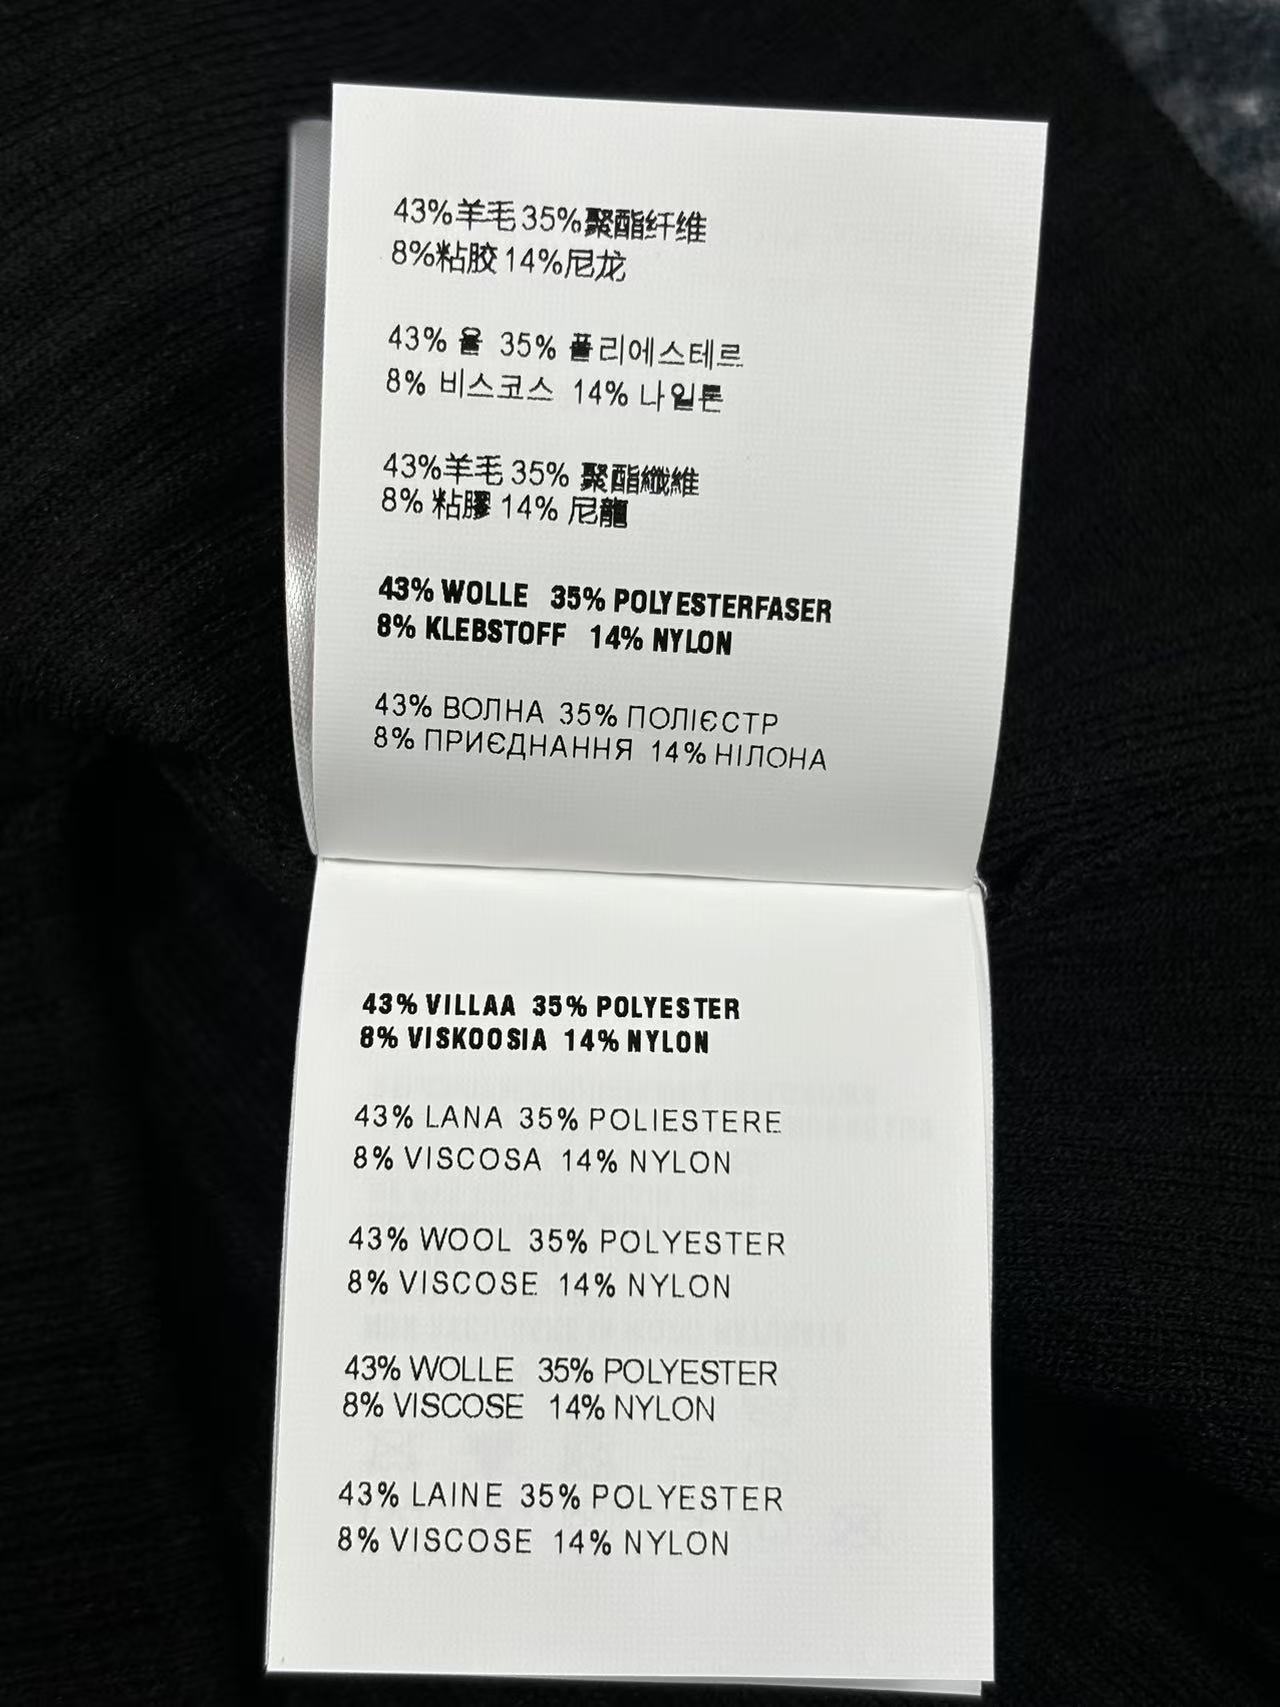 43%羊毛 35%聚酯纤维
8%粘胶 14%尼龙
43% 울 35% 폴리에스테르
8% 비스코스 14% 나일론
43%羊毛 35% 聚酯纖維
8% 粘膠 14% 尼龍
43% WOLLE 35% POLYESTERFASER
8% KLEBSTOFF 14% NYLON
43% ВОЛНА 35% ПОЛІЄСТР
8% ПРИЄДНАННЯ 14% НІЛОНА
43% VILLAA 35% POLYESTER
8% VISKOOSIA 14% NYLON
43% LANA 35% POLIESTERE
8% VISCOSA 14% NYLON
43% WOOL 35% POLYESTER
8% VISCOSE 14% NYLON
43% WOLLE 35% POLYESTER
8% VISCOSE 14% NYLON
43% LAINE 35% POLYESTER
8% VISCOSE 14% NYLON